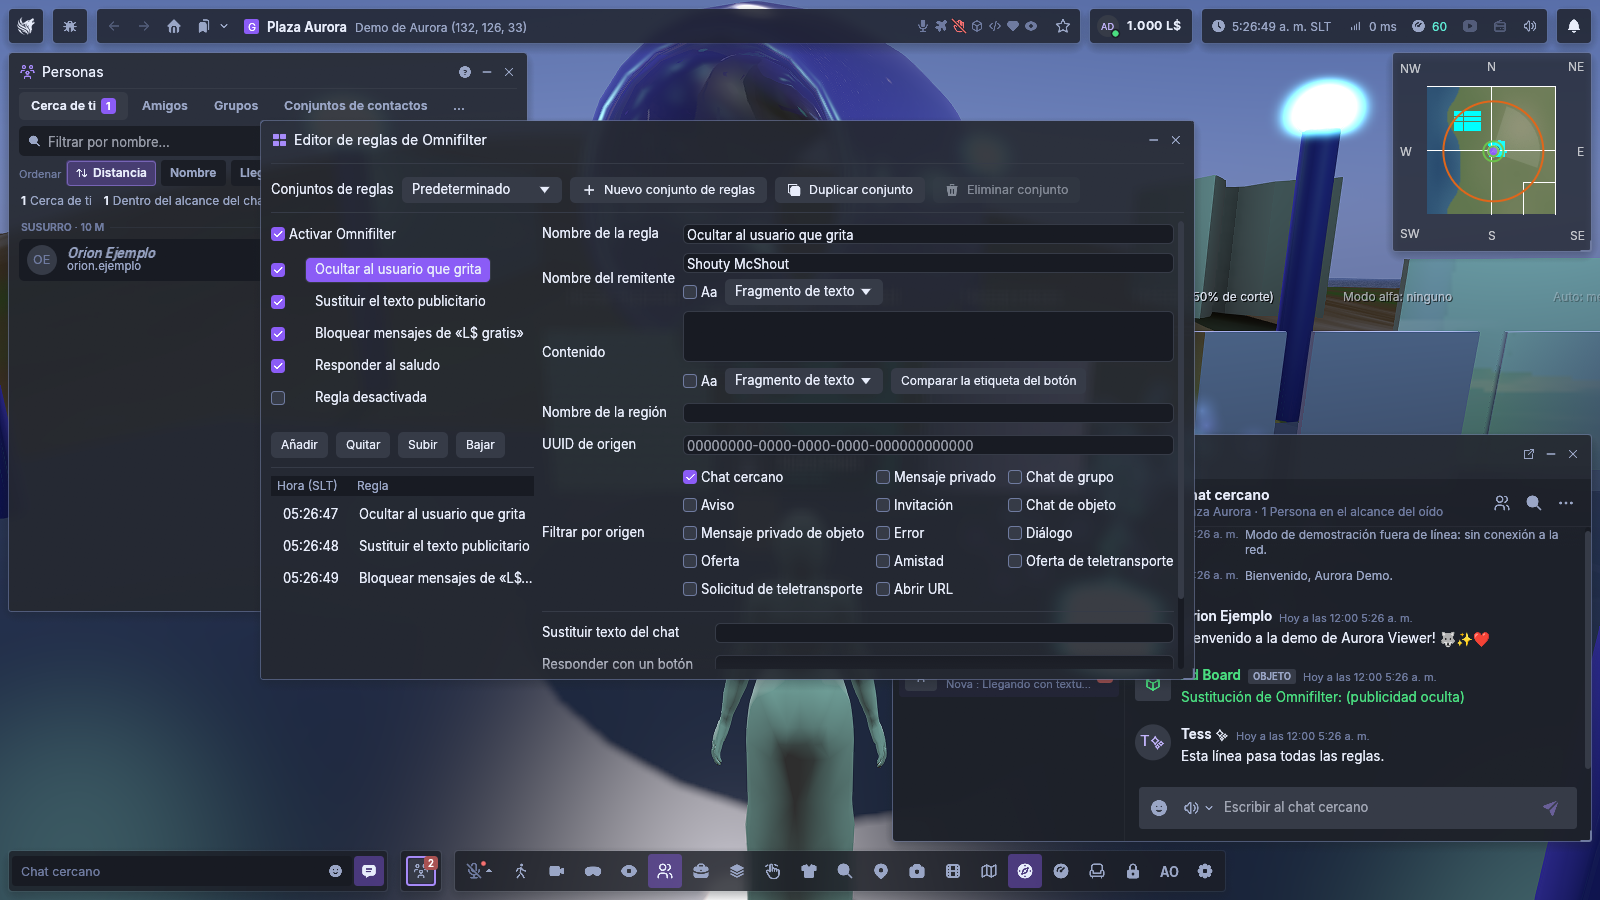 G Plaza Aurora Demo de Aurora (132, 126, 33)
AD 1.000 L$
5:26:49 a. m. SLT 0 ms 60
Personas
Cerca de ti 1 Amigos Grupos Conjuntos de contactos ...
Filtrar por nombre...
Ordenar Distancia Nombre
1 Cerca de ti 1 Dentro del alcance del
SUSURRO · 10 M
OE Orion Ejemplo
orion.ejemplo
Editor de reglas de Omnifilter
Conjuntos de reglas Predeterminado Nuevo conjunto de reglas Duplicar conjunto Eliminar conjunto
Activar Omnifilter
Ocultar al usuario que grita
Sustituir el texto publicitario
Bloquear mensajes de «L$ gratis»
Responder al saludo
Regla desactivada
Añadir Quitar Subir Bajar
Hora (SLT) Regla
05:26:47 Ocultar al usuario que grita
05:26:48 Sustituir el texto publicitario
05:26:49 Bloquear mensajes de «L$...
Nombre de la regla Ocultar al usuario que grita
Nombre del remitente Shouty McShout
Aa Fragmento de texto
Contenido
Aa Fragmento de texto Comparar la etiqueta del botón
Nombre de la región
UUID de origen 00000000-0000-0000-0000-000000000000
Filtrar por origen
Chat cercano Mensaje privado Chat de grupo
Aviso Invitación Chat de objeto
Mensaje privado de objeto Error Diálogo
Oferta Amistad Oferta de teletransporte
Solicitud de teletransporte Abrir URL
Sustituir texto del chat
Responder con un botón
NW N NE
W E
SW S SE
50% de corte) Modo alfa: ninguno Auto:
hat cercano
za Aurora · 1 Persona en el alcance del oído
26 a. m. Modo de demostración fuera de línea: sin conexión a la
red.
26 a. m. Bienvenido, Aurora Demo.
rion Ejemplo Hoy a las 12:00 5:26 a. m.
envenido a la demo de Aurora Viewer! 🐺✨❤️
d Board OBJETO Hoy a las 12:00 5:26 a. m.
Sustitución de Omnifilter: (publicidad oculta)
T Tess Hoy a las 12:00 5:26 a. m.
Esta línea pasa todas las reglas.
Nova : Llegando con textu...
Escribir al chat cercano
Chat cercano
2
AO